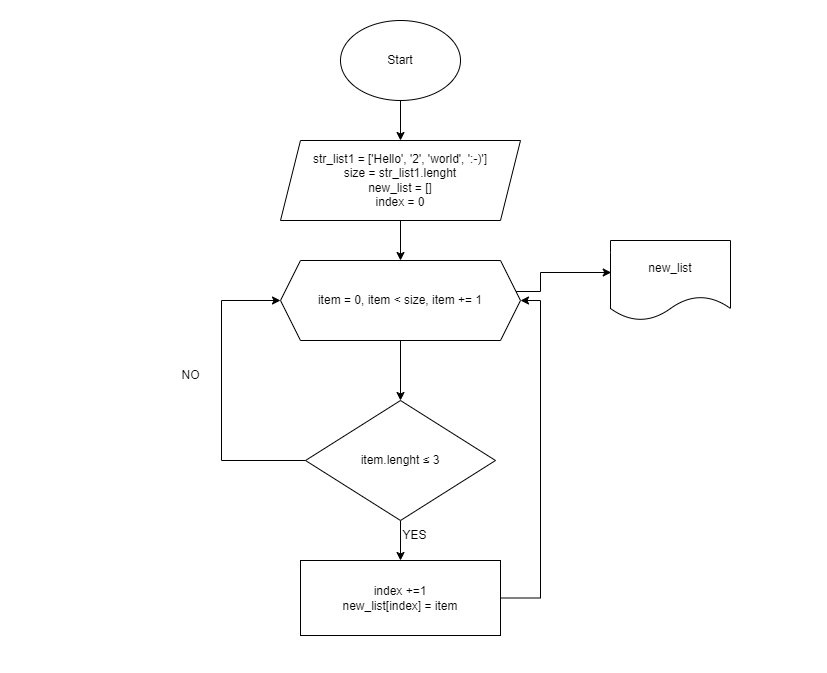 Start
str_list1 = ['Hello', '2', 'world', ':-)']
size = str_list1.lenght
new_list = []
index = 0
item = 0, item < size, item += 1
new_list
NO
item.lenght ≤ 3
YES
index +=1
new_list[index] = item